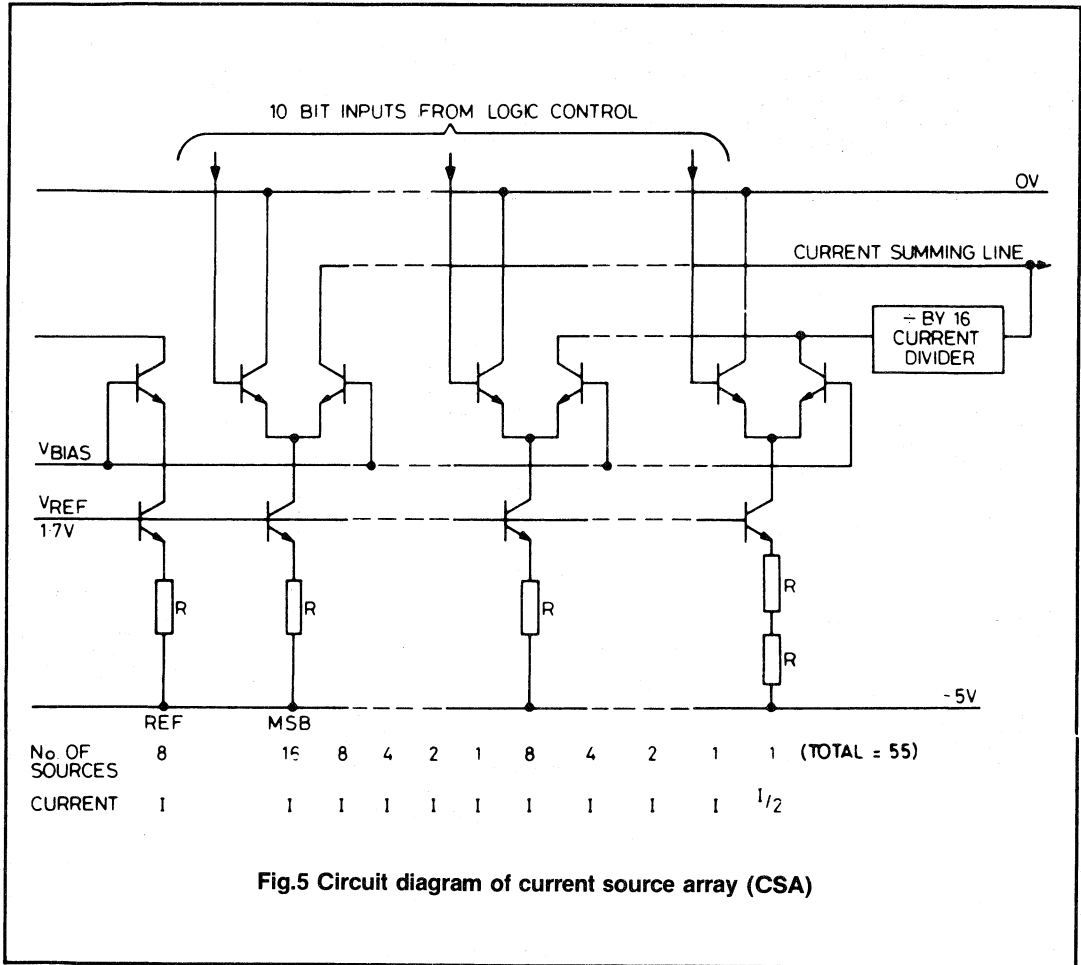 10 BIT INPUTS FROM LOGIC CONTROL
0V
CURRENT SUMMING LINE
÷ BY 16
CURRENT
DIVIDER
VBIAS
VREF
1·7V
R R R R
R
-5V
REF MSB
No. OF SOURCES 8 16 8 4 2 1 8 4 2 1 1 (TOTAL = 55)
CURRENT I I I I I I I I I I I/2
Fig.5 Circuit diagram of current source array (CSA)